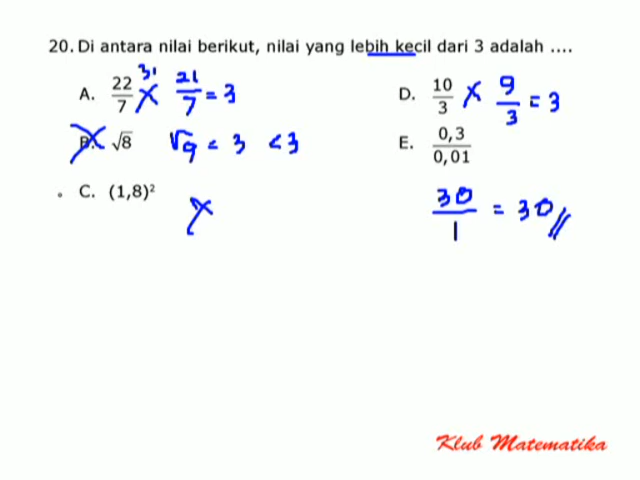 20. Di antara nilai berikut, nilai yang lebih kecil dari 3 adalah ....
A. 22/7 31 21/7 = 3
B. √8 √9 = 3 < 3
C. (1,8)²
D. 10/3 9/3 = 3
E. 0,3/0,01
30/1 = 30
Klub Matematika